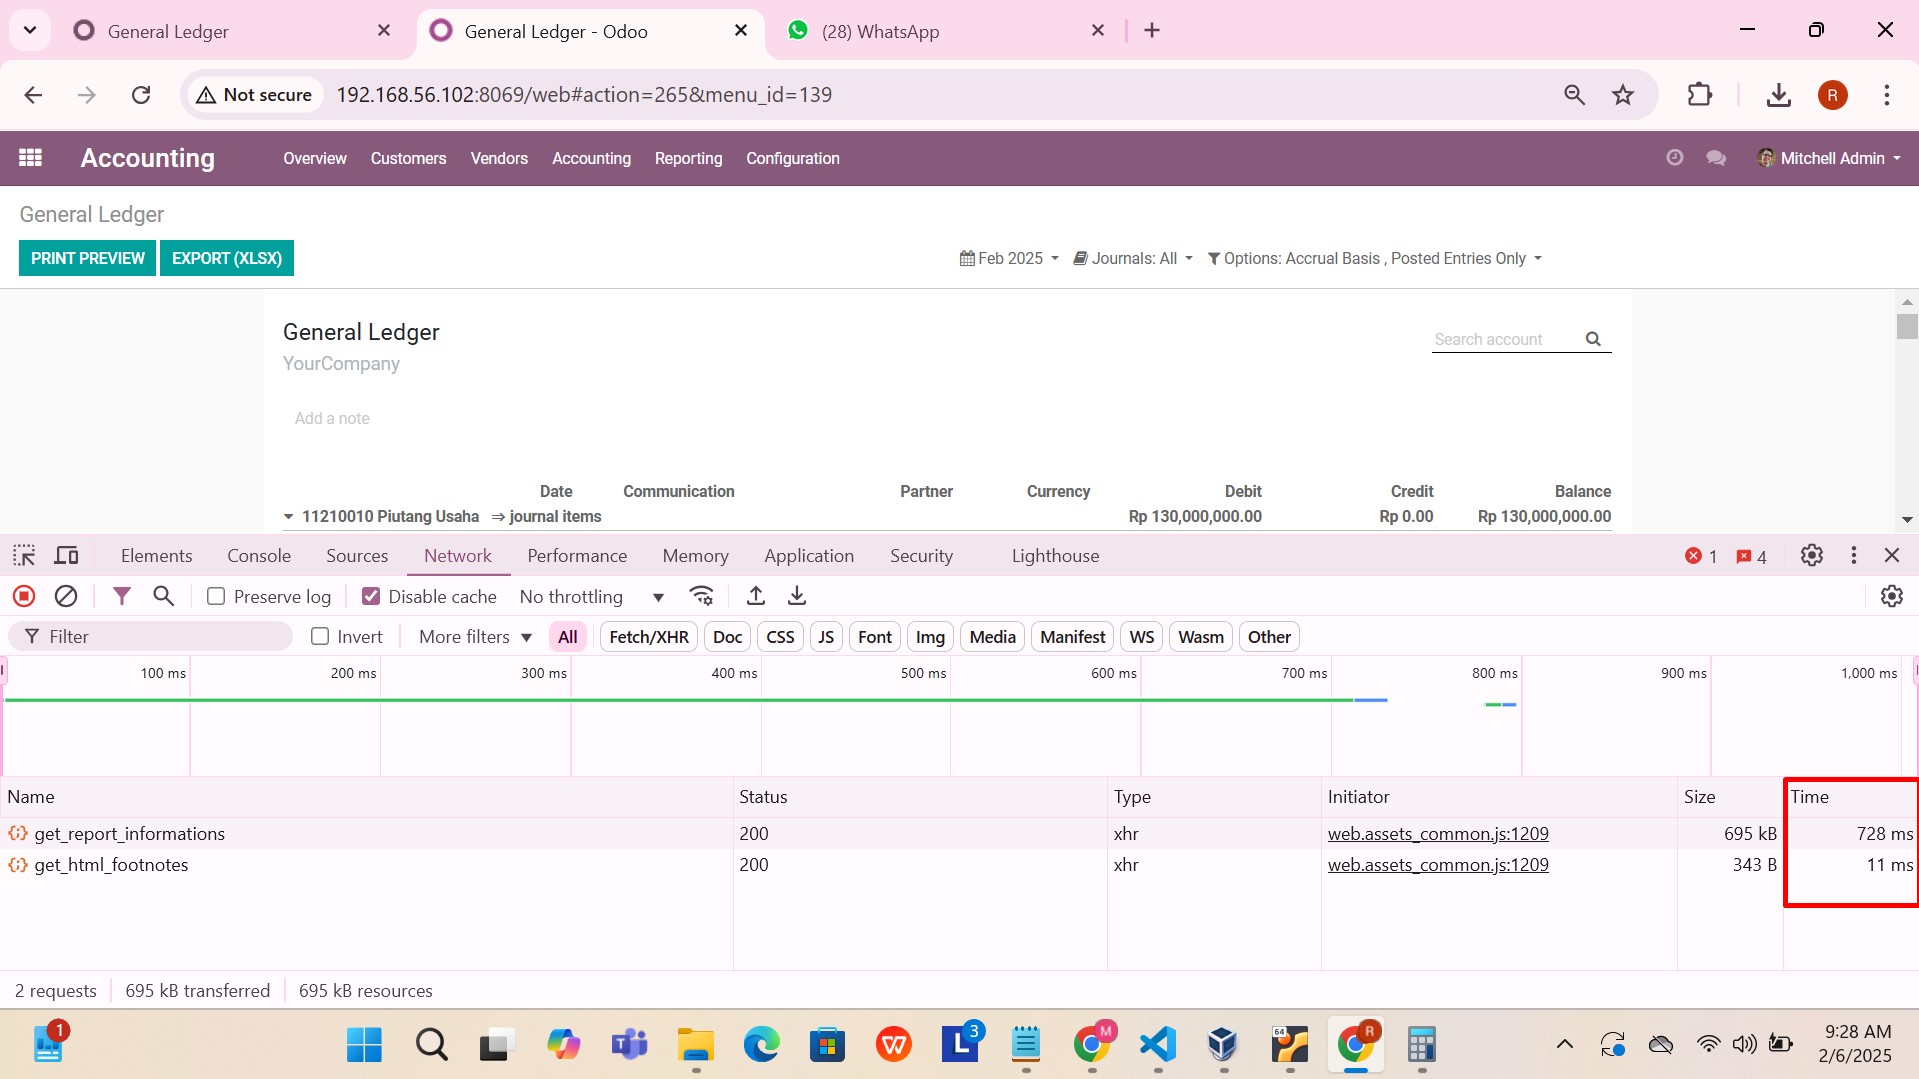 General Ledger
General Ledger - Odoo
(28) WhatsApp
Not secure
192.168.56.102:8069/web#action=265&menu_id=139
R
Accounting
Overview
Customers
Vendors
Accounting
Reporting
Configuration
Mitchell Admin
General Ledger
PRINT PREVIEW
EXPORT (XLSX)
Feb 2025
Journals: All
Options: Accrual Basis , Posted Entries Only
General Ledger
Search account
YourCompany
Add a note
Date
Communication
Partner
Currency
Debit
Credit
Balance
11210010 Piutang Usaha ⇒ journal items
Rp 130,000,000.00
Rp 0.00
Rp 130,000,000.00
Elements
Console
Sources
Network
Performance
Memory
Application
Security
Lighthouse
1
4
Preserve log
Disable cache
No throttling
Filter
Invert
More filters
All
Fetch/XHR
Doc
CSS
JS
Font
Img
Media
Manifest
WS
Wasm
Other
100 ms
200 ms
300 ms
400 ms
500 ms
600 ms
700 ms
800 ms
900 ms
1,000 ms
Name
Status
Type
Initiator
Size
Time
get_report_informations
200
xhr
web.assets_common.js:1209
695 kB
728 ms
get_html_footnotes
200
xhr
web.assets_common.js:1209
343 B
11 ms
2 requests
695 kB transferred
695 kB resources
1
L
3
M
64
R
9:28 AM
2/6/2025